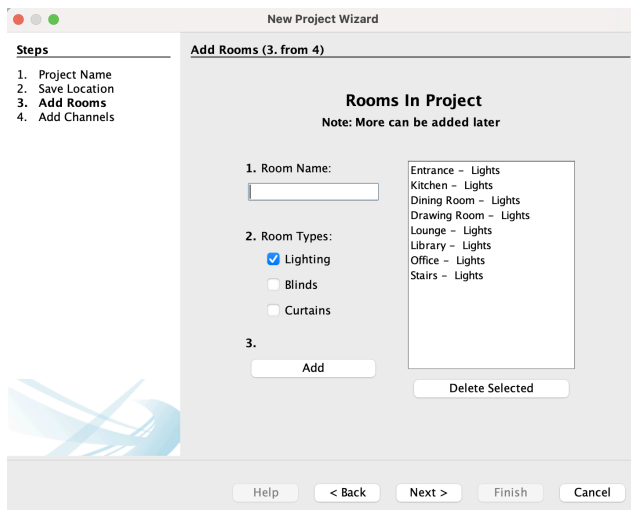 New Project Wizard
Steps
1. Project Name
2. Save Location
3. Add Rooms
4. Add Channels
Add Rooms (3. from 4)
Rooms In Project
Note: More can be added later
1. Room Name:
2. Room Types:
Lighting
Blinds
Curtains
3.
Add
Entrance – Lights
Kitchen – Lights
Dining Room – Lights
Drawing Room – Lights
Lounge – Lights
Library – Lights
Office – Lights
Stairs – Lights
Delete Selected
Help
< Back
Next >
Finish
Cancel